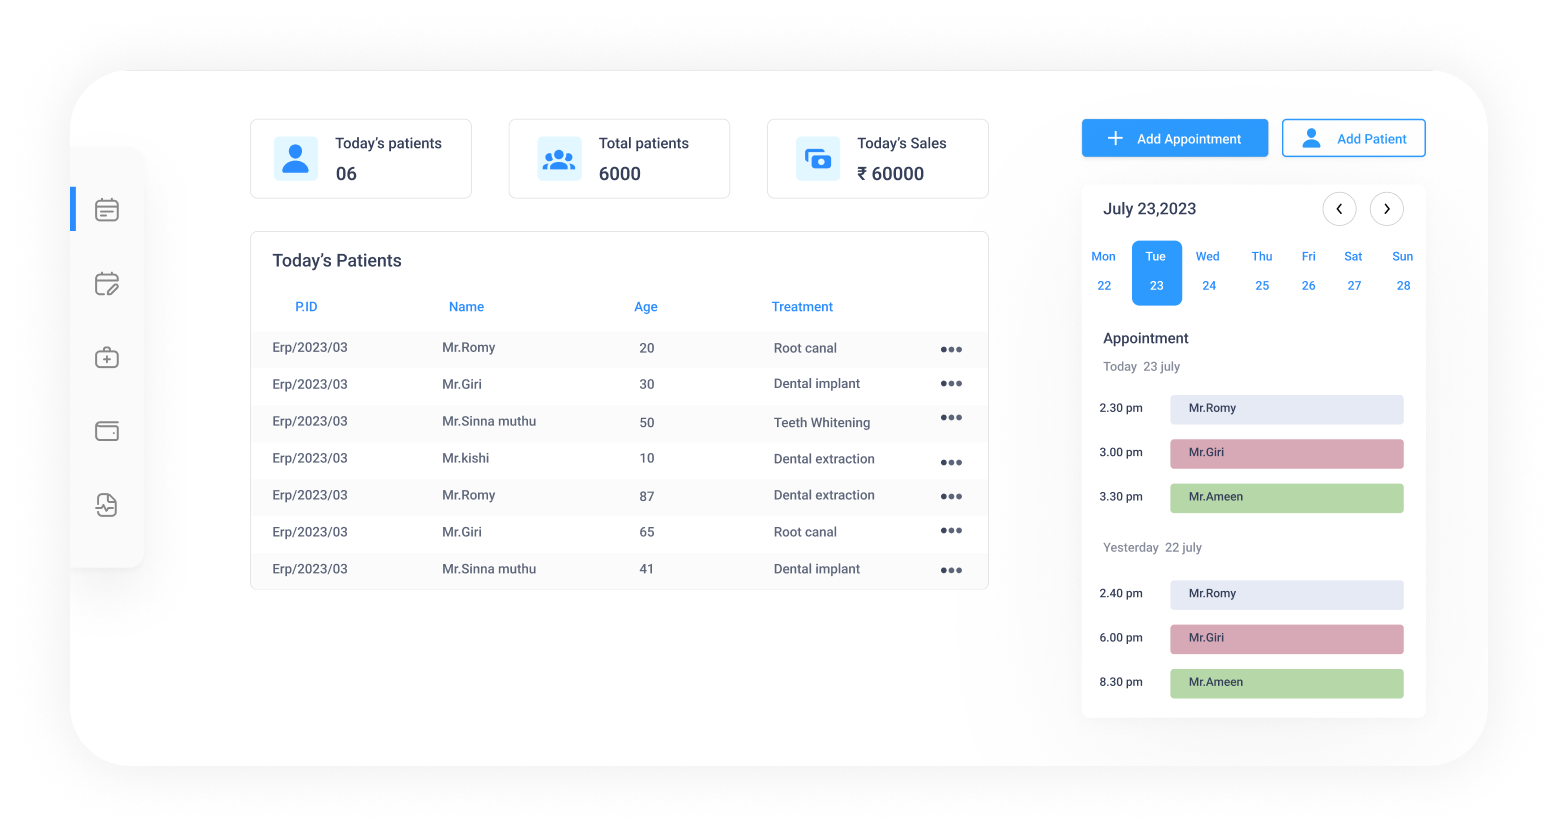 Today's patients
06
Total patients
6000
Today's Sales
₹ 60000
Add Appointment
Add Patient
Today's Patients
P.ID Name Age Treatment
Erp/2023/03 Mr.Romy 20 Root canal
Erp/2023/03 Mr.Giri 30 Dental implant
Erp/2023/03 Mr.Sinna muthu 50 Teeth Whitening
Erp/2023/03 Mr.kishi 10 Dental extraction
Erp/2023/03 Mr.Romy 87 Dental extraction
Erp/2023/03 Mr.Giri 65 Root canal
Erp/2023/03 Mr.Sinna muthu 41 Dental implant
July 23,2023
Mon Tue Wed Thu Fri Sat Sun
22 23 24 25 26 27 28
Appointment
Today 23 july
2.30 pm Mr.Romy
3.00 pm Mr.Giri
3.30 pm Mr.Ameen
Yesterday 22 july
2.40 pm Mr.Romy
6.00 pm Mr.Giri
8.30 pm Mr.Ameen